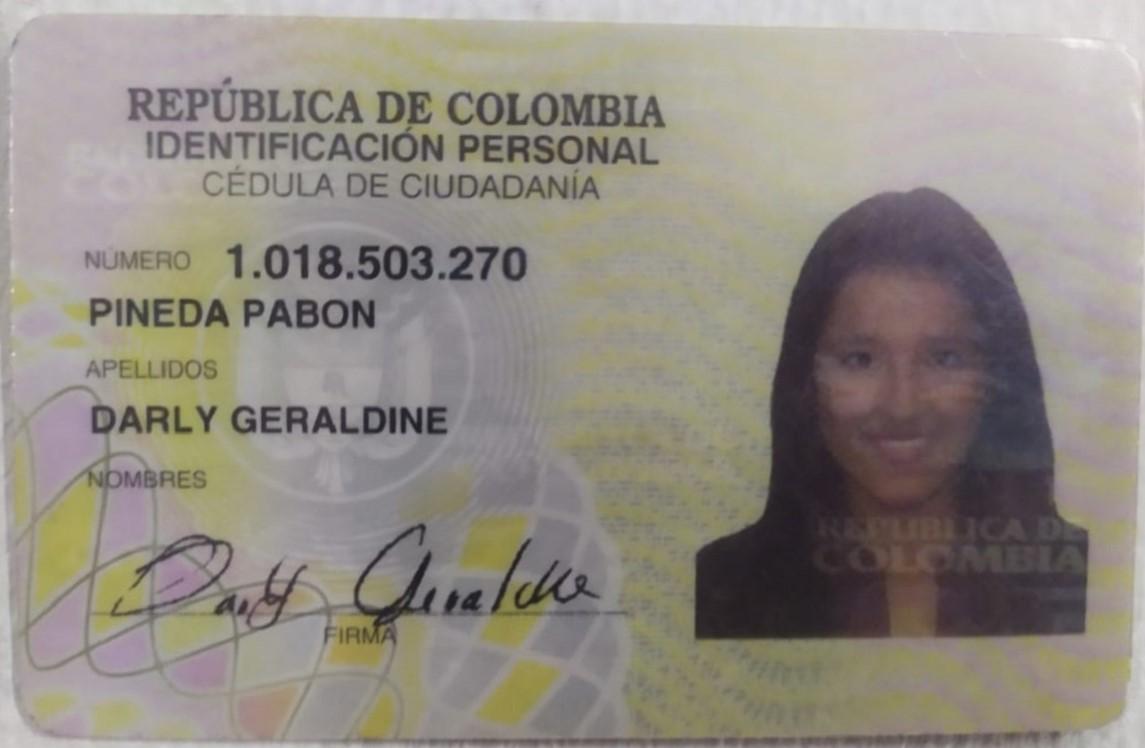 REPÚBLICA DE COLOMBIA
IDENTIFICACIÓN PERSONAL
CÉDULA DE CIUDADANÍA
NÚMERO 1.018.503.270
PINEDA PABON
APELLIDOS
DARLY GERALDINE
NOMBRES
Darly Geraldine
FIRMA
REPUBLICA DE
COLOMBIA